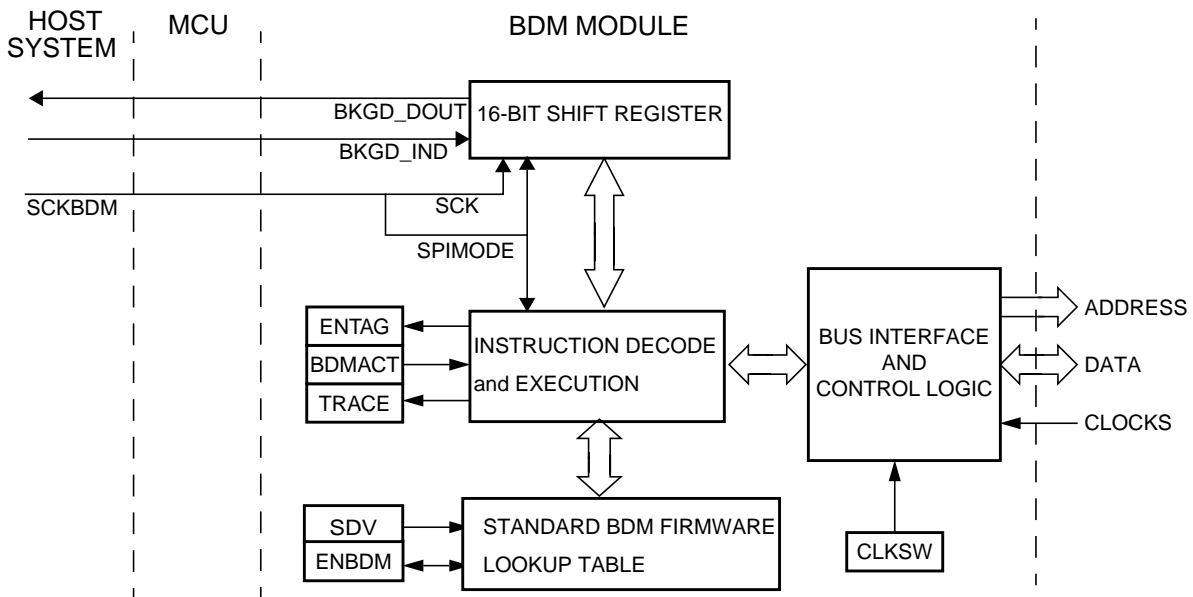 HOST
SYSTEM
MCU
BDM MODULE
BKGD_DOUT
16-BIT SHIFT REGISTER
BKGD_IND
SCKBDM
SCK
SPIMODE
ENTAG
BDMACT
TRACE
INSTRUCTION DECODE
and EXECUTION
BUS INTERFACE
AND
CONTROL LOGIC
ADDRESS
DATA
CLOCKS
SDV
ENBDM
STANDARD BDM FIRMWARE
LOOKUP TABLE
CLKSW